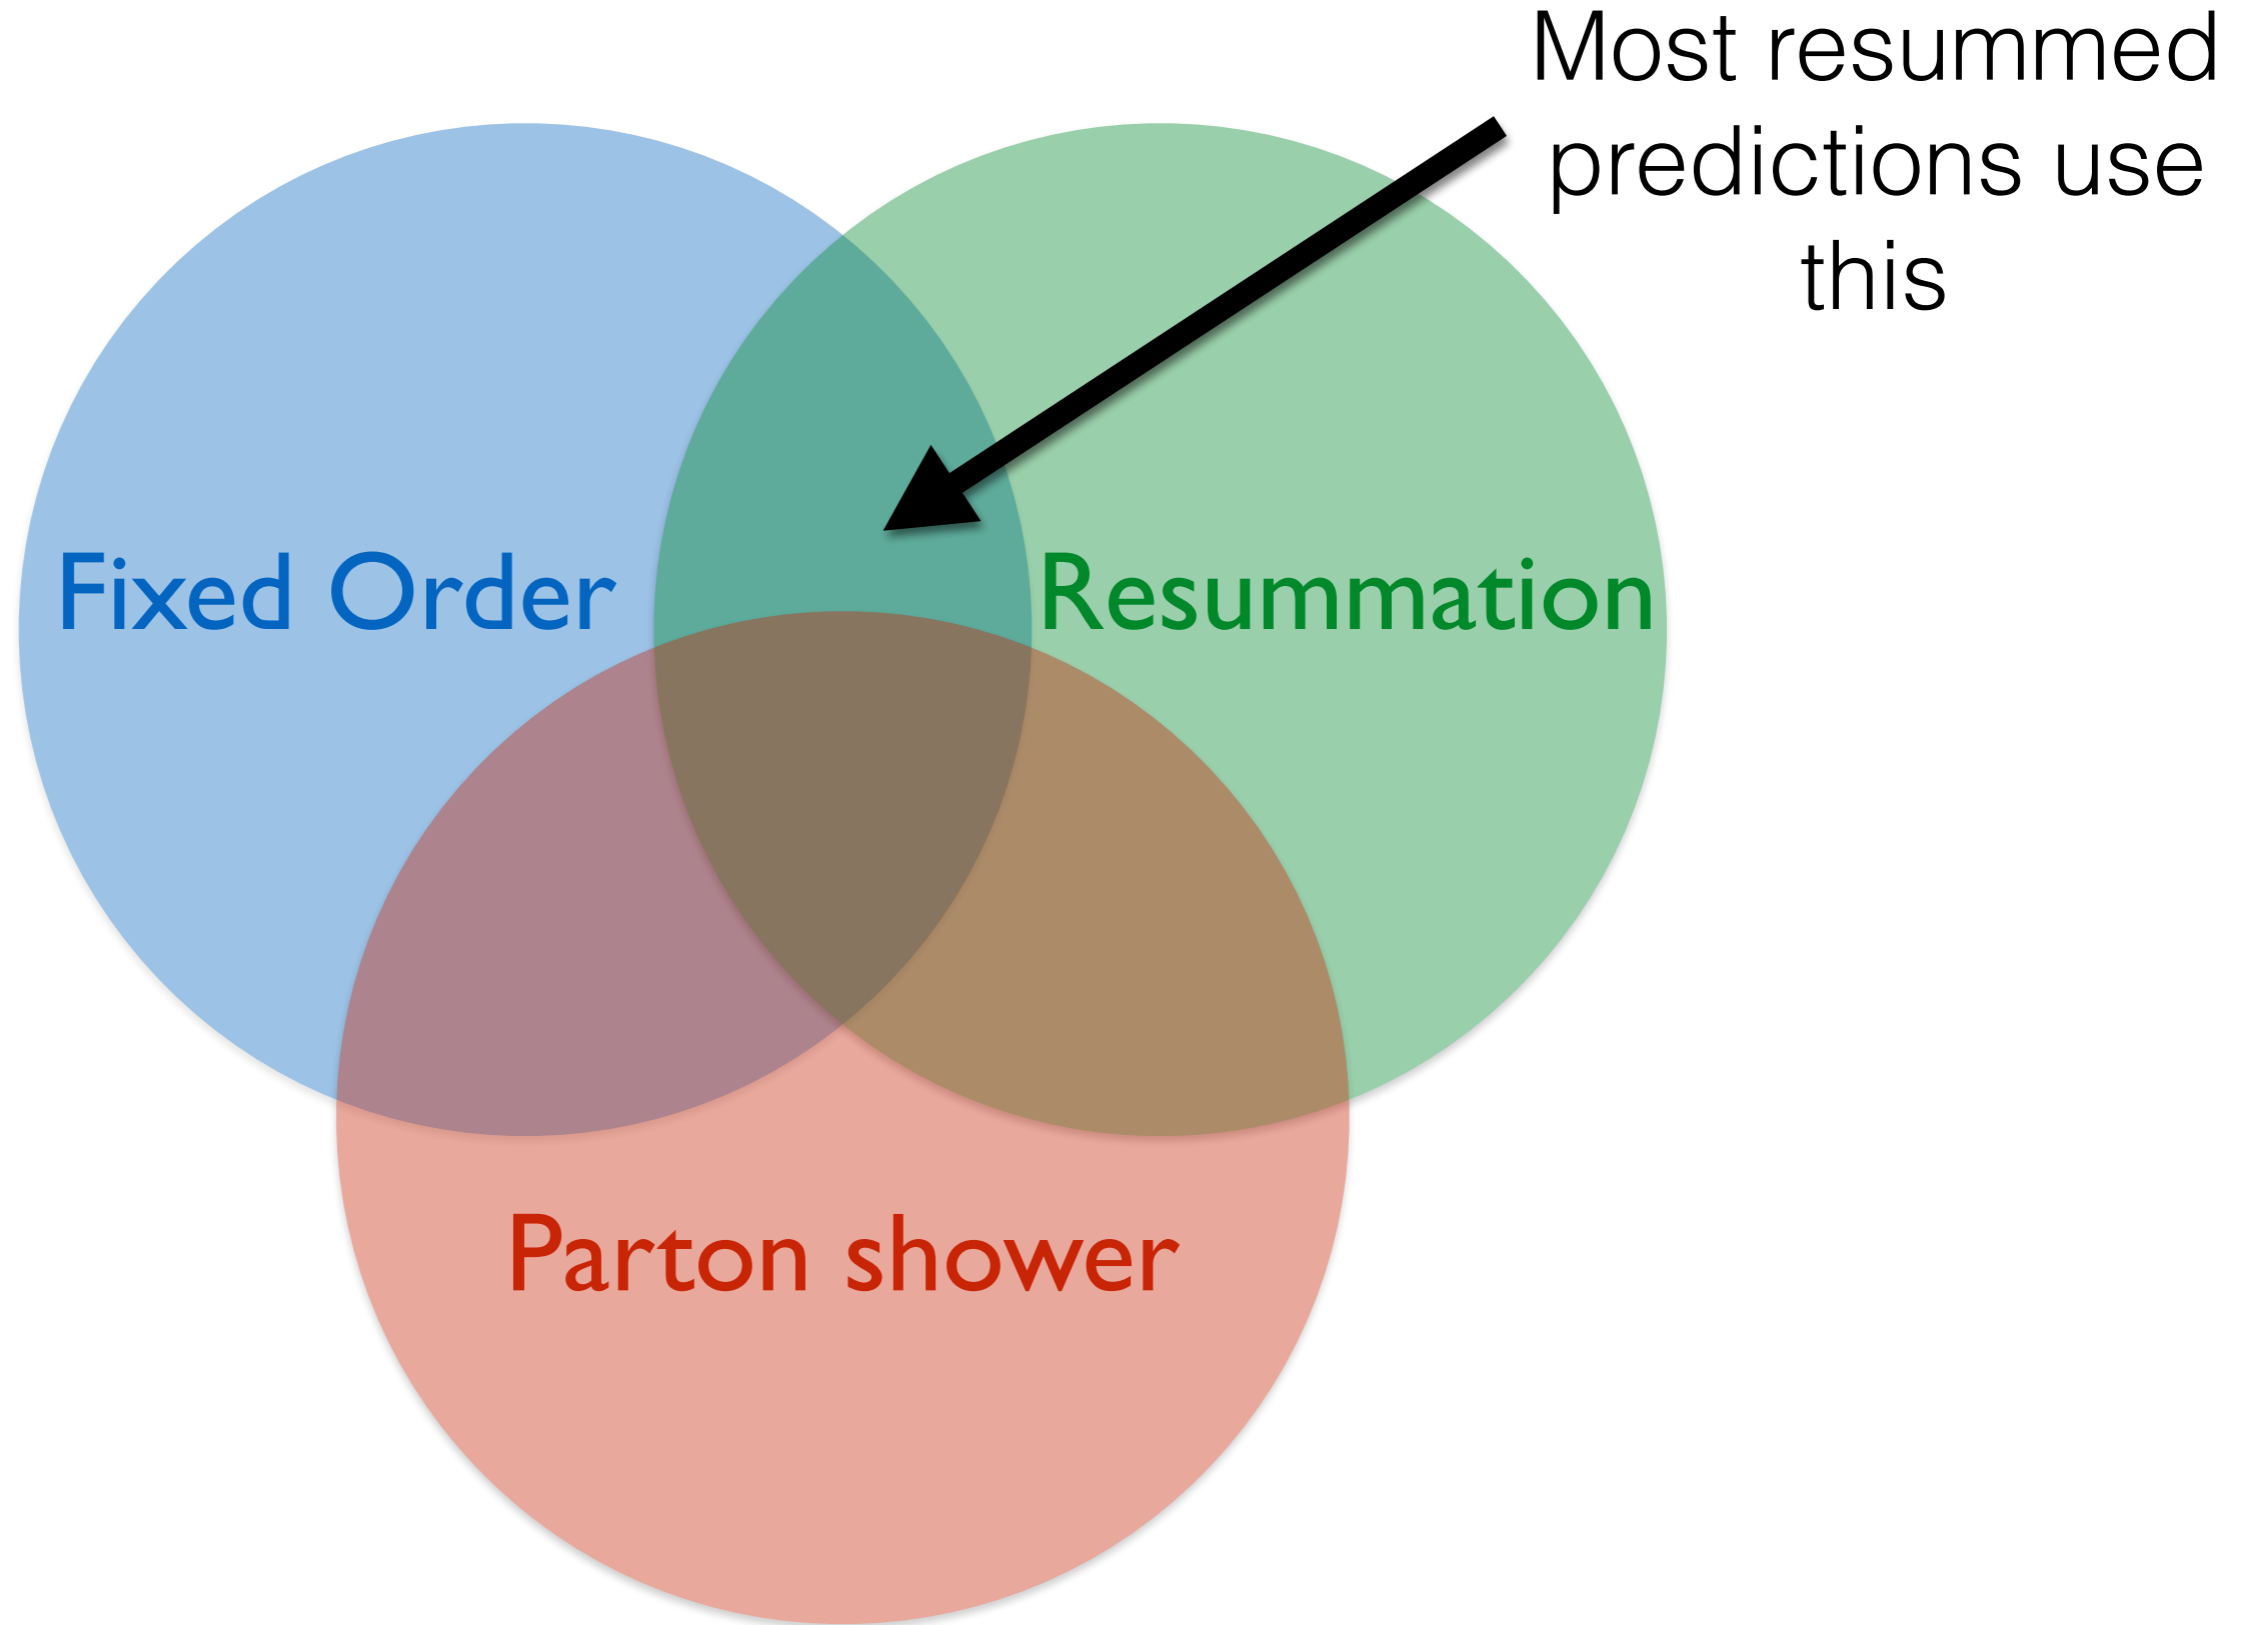 Most resummed
predictions use
this
Fixed Order
Resummation
Parton shower